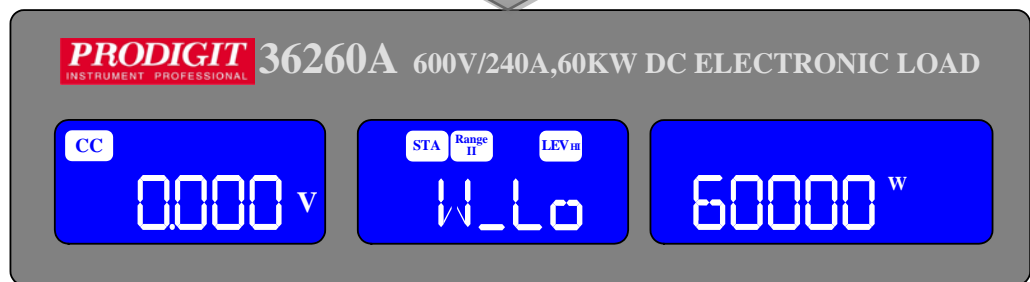 PRODIGIT 36260A 600V/240A,60KW DC ELECTRONIC LOAD
INSTRUMENT PROFESSIONAL
CC STA Range II LEV HI
0.000 V W_Lo 60000 W